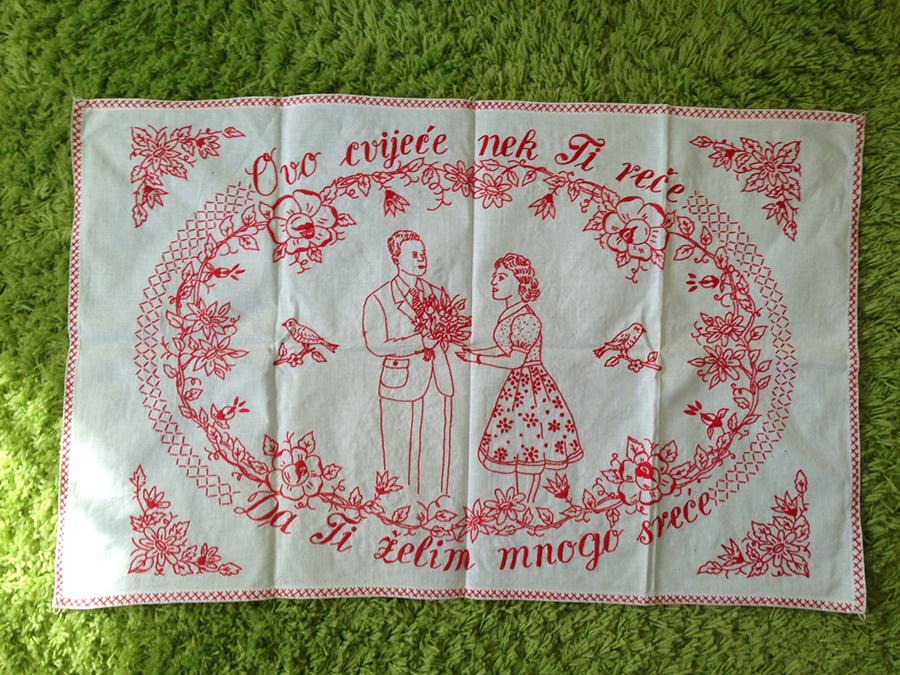 Ovo cvijeće nek Ti reče
Da Ti želim mnogo sreće